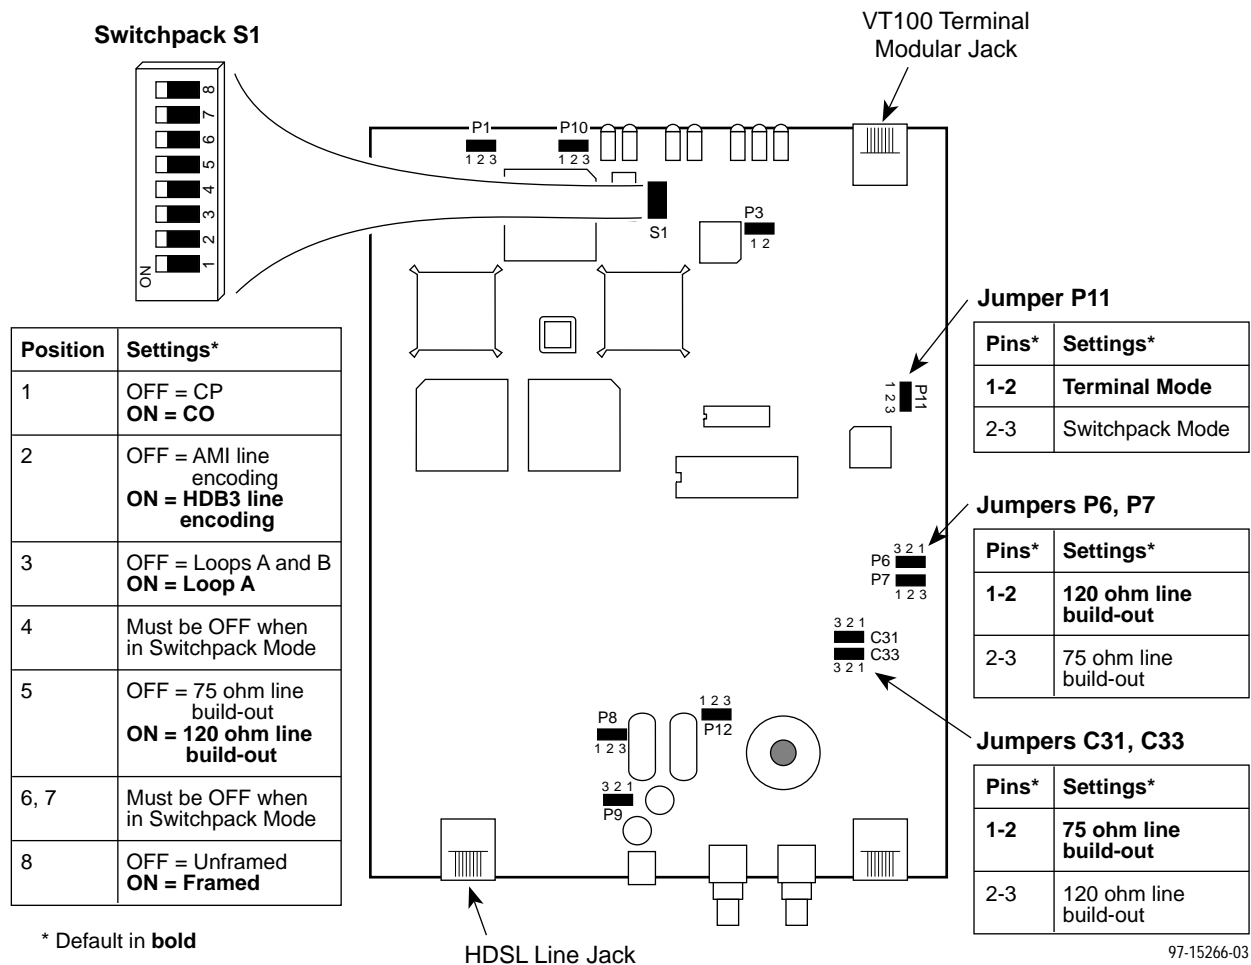 Switchpack S1
VT100 Terminal
Modular Jack
8
7
6
5
4
3
2
1
ON
P1
1 2 3
P10
1 2 3
S1
P3
1 2
Position Settings*
1 OFF = CP
ON = CO
2 OFF = AMI line
encoding
ON = HDB3 line
encoding
3 OFF = Loops A and B
ON = Loop A
4 Must be OFF when
in Switchpack Mode
5 OFF = 75 ohm line
build-out
ON = 120 ohm line
build-out
6, 7 Must be OFF when
in Switchpack Mode
8 OFF = Unframed
ON = Framed
* Default in bold
Jumper P11
Pins* Settings*
1-2 Terminal Mode
2-3 Switchpack Mode
1 2 3
P11
Jumpers P6, P7
Pins* Settings*
1-2 120 ohm line
build-out
2-3 75 ohm line
build-out
3 2 1
P6
P7
1 2 3
3 2 1
C31
C33
3 2 1
Jumpers C31, C33
Pins* Settings*
1-2 75 ohm line
build-out
2-3 120 ohm line
build-out
1 2 3
P12
P8
1 2 3
3 2 1
P9
HDSL Line Jack
97-15266-03